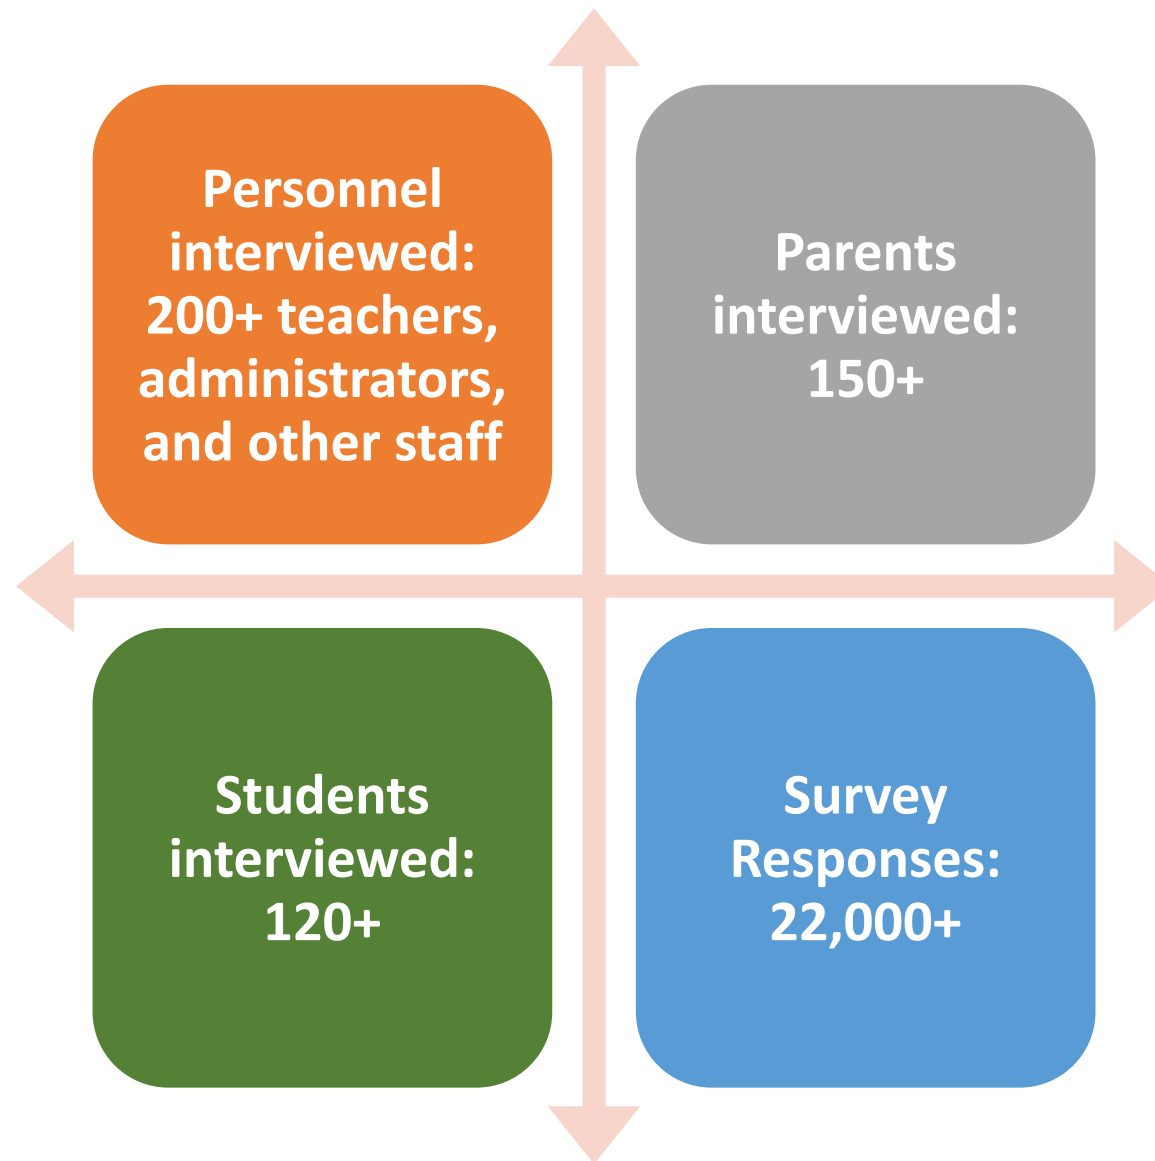 Personnel
interviewed:
200+ teachers,
administrators,
and other staff
Parents
interviewed:
150+
Students
interviewed:
120+
Survey
Responses:
22,000+